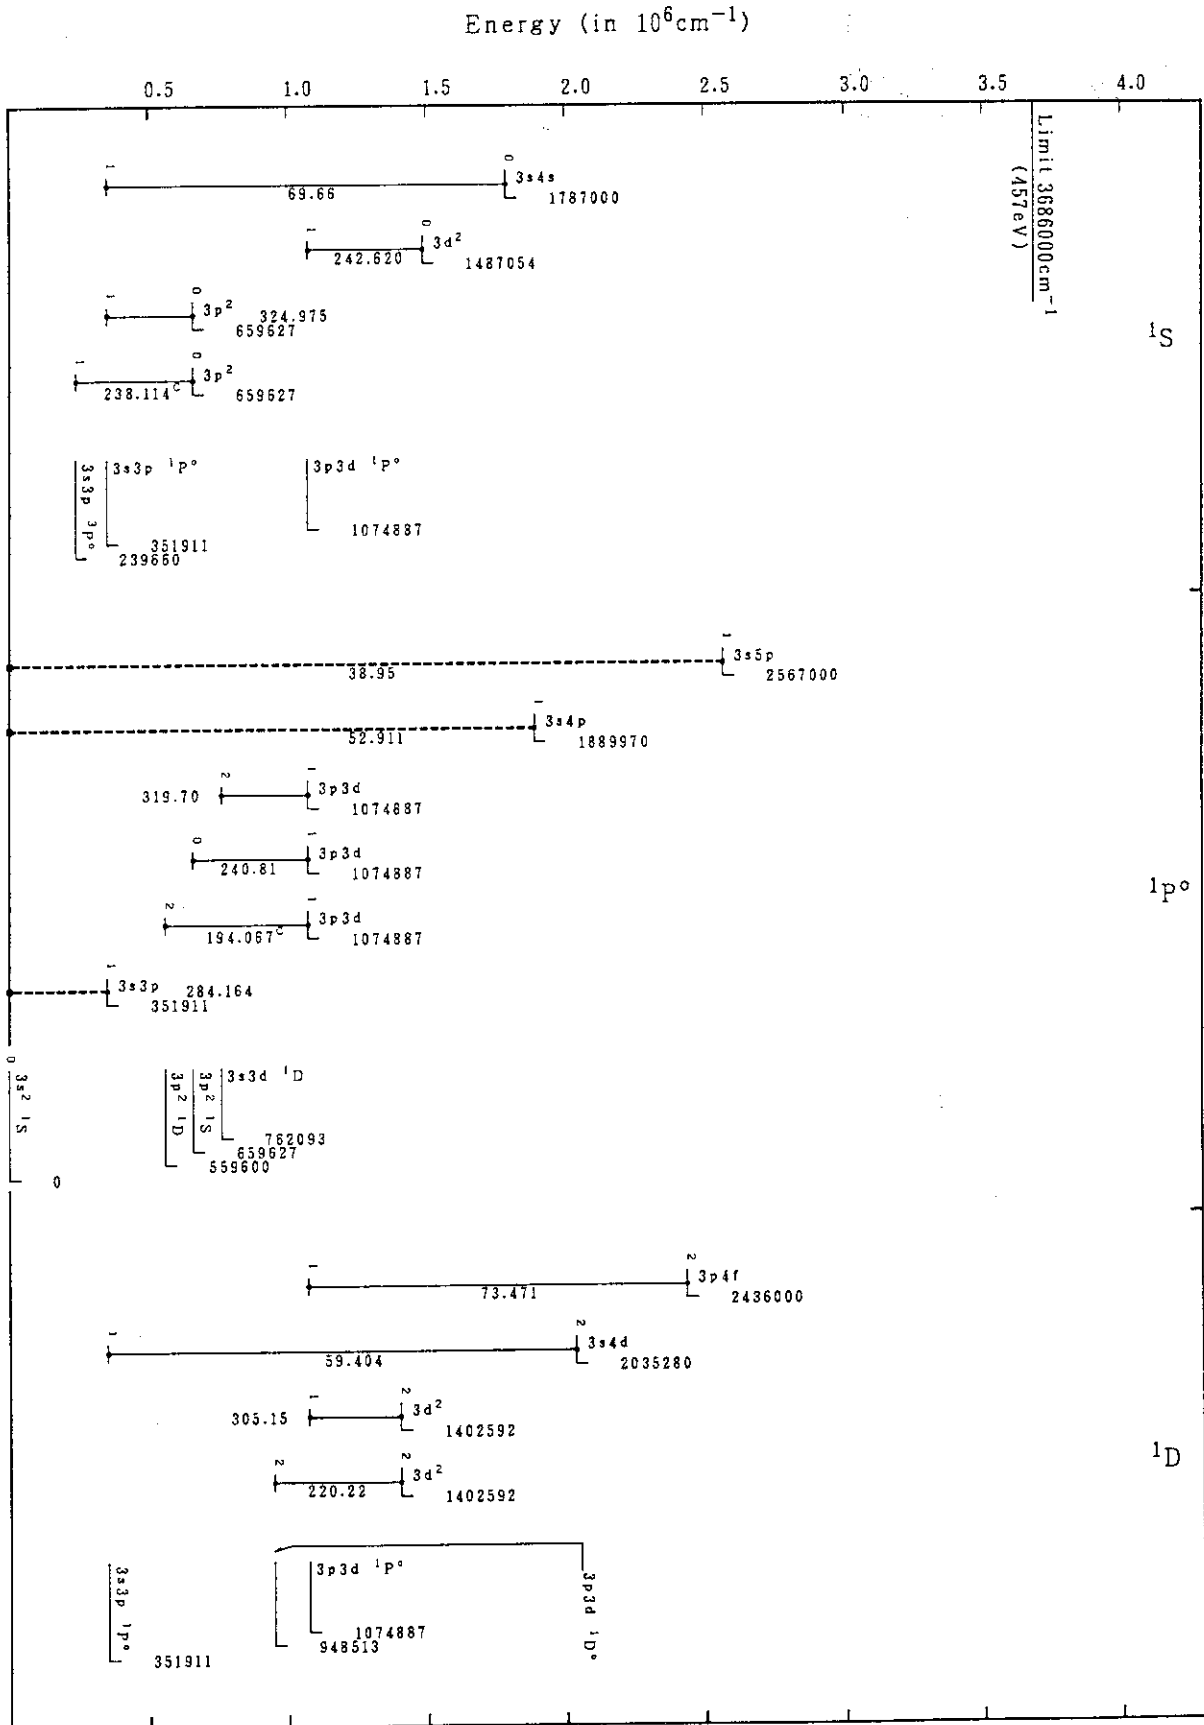 Energy (in 10⁶cm⁻¹)
0.5 1.0 1.5 2.0 2.5 3.0 3.5 4.0
Limit 3686000cm⁻¹
(457eV)
1 0 3s4s
69.66 1787000
1 0 3d²
242.620 1487054
1 0 3p² 324.975
659627
1 0 3p²
238.114ᶜ 659627
¹S
3s3p ³P° 3s3p ¹P° 3p3d ¹P°
1074887
351911
239660
1 3s5p
38.95 2567000
1 3s4p
52.911 1889970
319.70 2 1 3p3d
1074887
0 1 3p3d
240.81 1074887
¹P°
2 1 3p3d
194.067ᶜ 1074887
1 3s3p 284.164
351911
0 3s² ¹S 3p² ¹D 3p² ¹S 3s3d ¹D
762093
659627
559600
0
1 2 3p4f
73.471 2436000
1 2 3s4d
59.404 2035280
305.15 1 2 3d²
1402592
¹D
2 2 3d²
220.22 1402592
3s3p ¹P° 3p3d ¹P° 3p3d ¹D°
1074887
948513
351911